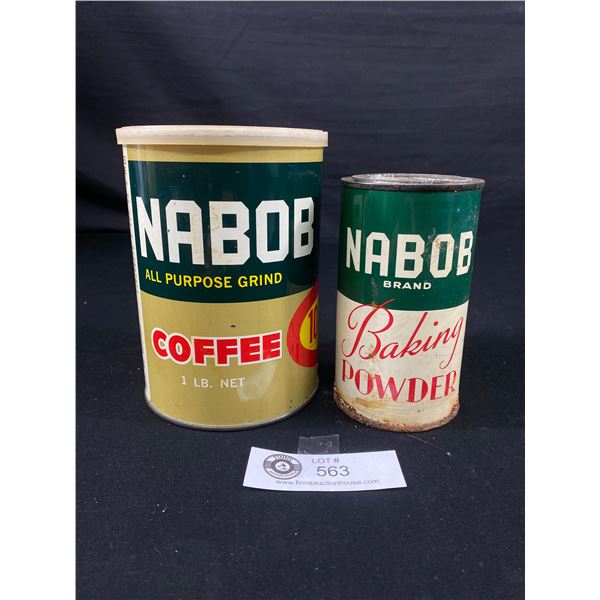 NABOB
ALL PURPOSE GRIND
COFFEE
1 LB. NET
NABOB
BRAND
Baking
POWDER
LOT #
563
www.finnsauctionhouse.com